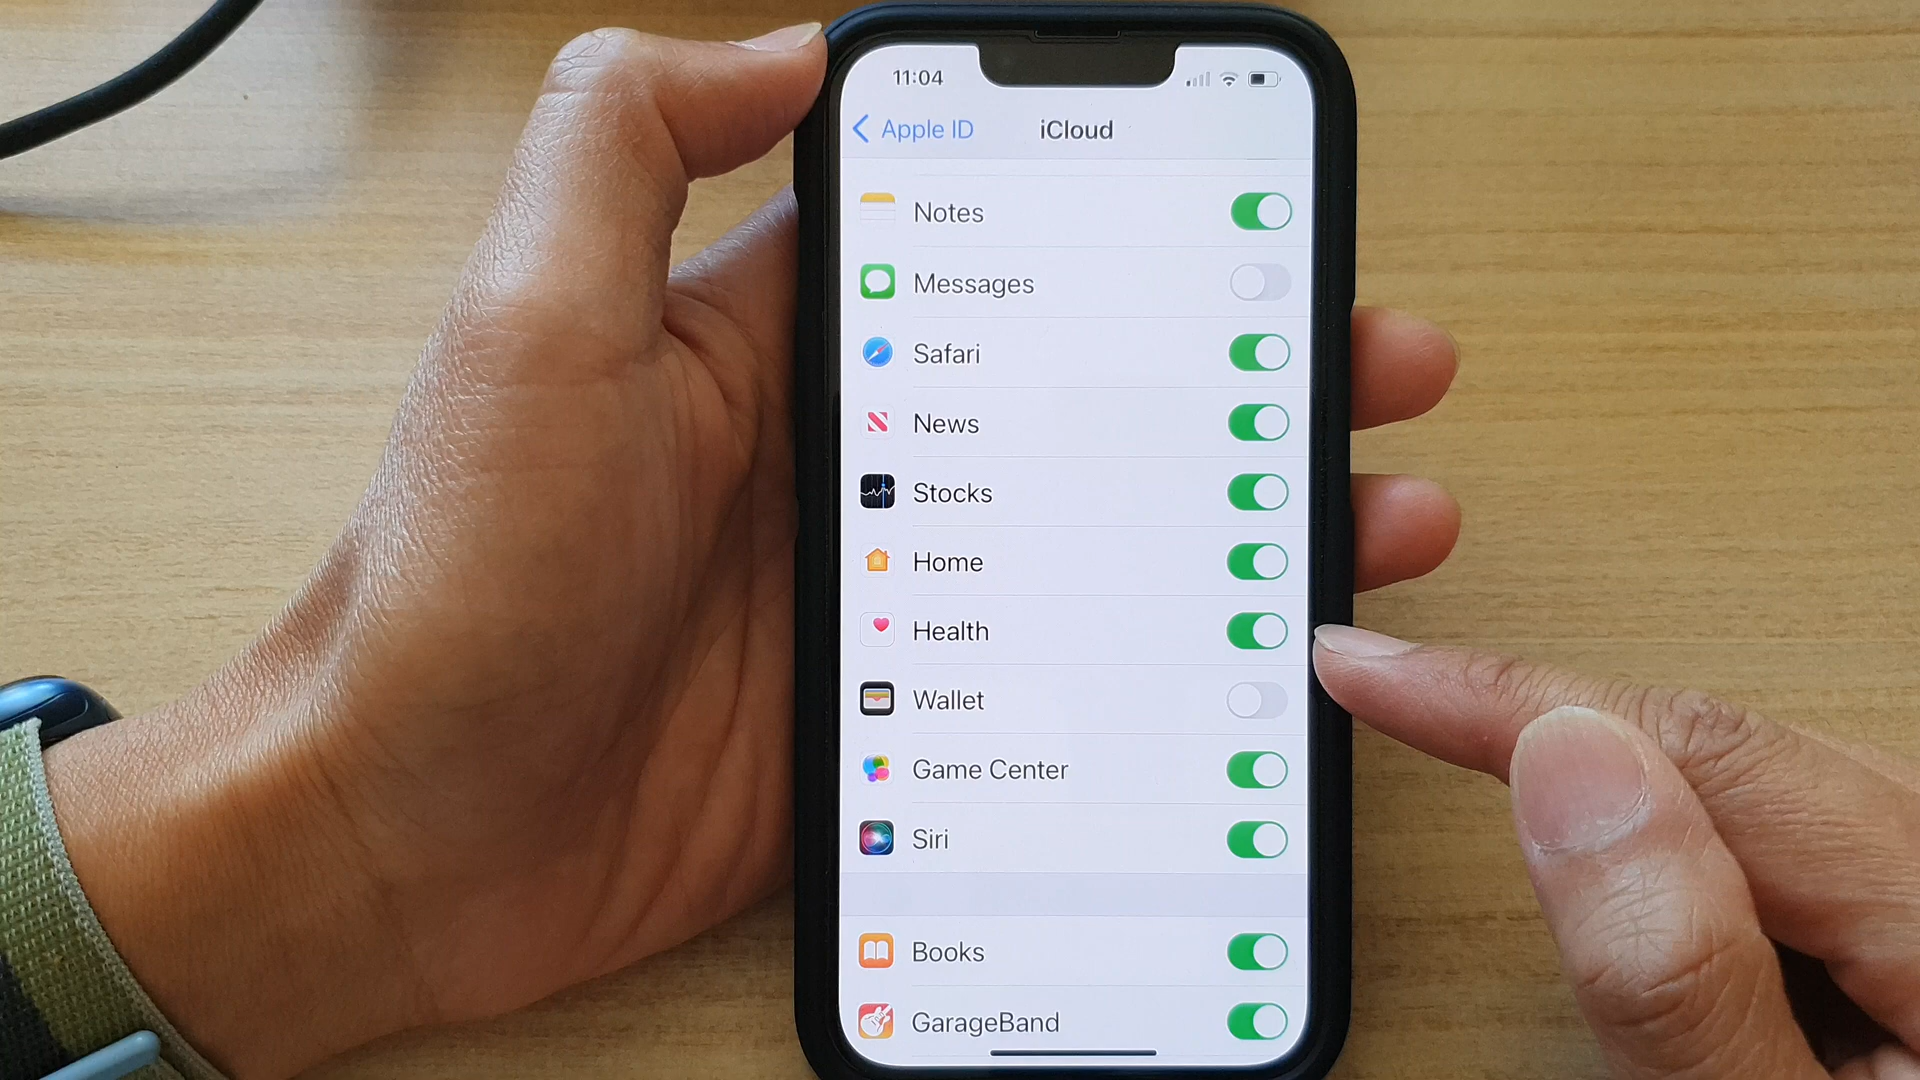 11:04
Apple ID iCloud
Notes
Messages
Safari
News
Stocks
Home
Health
Wallet
Game Center
Siri
Books
GarageBand